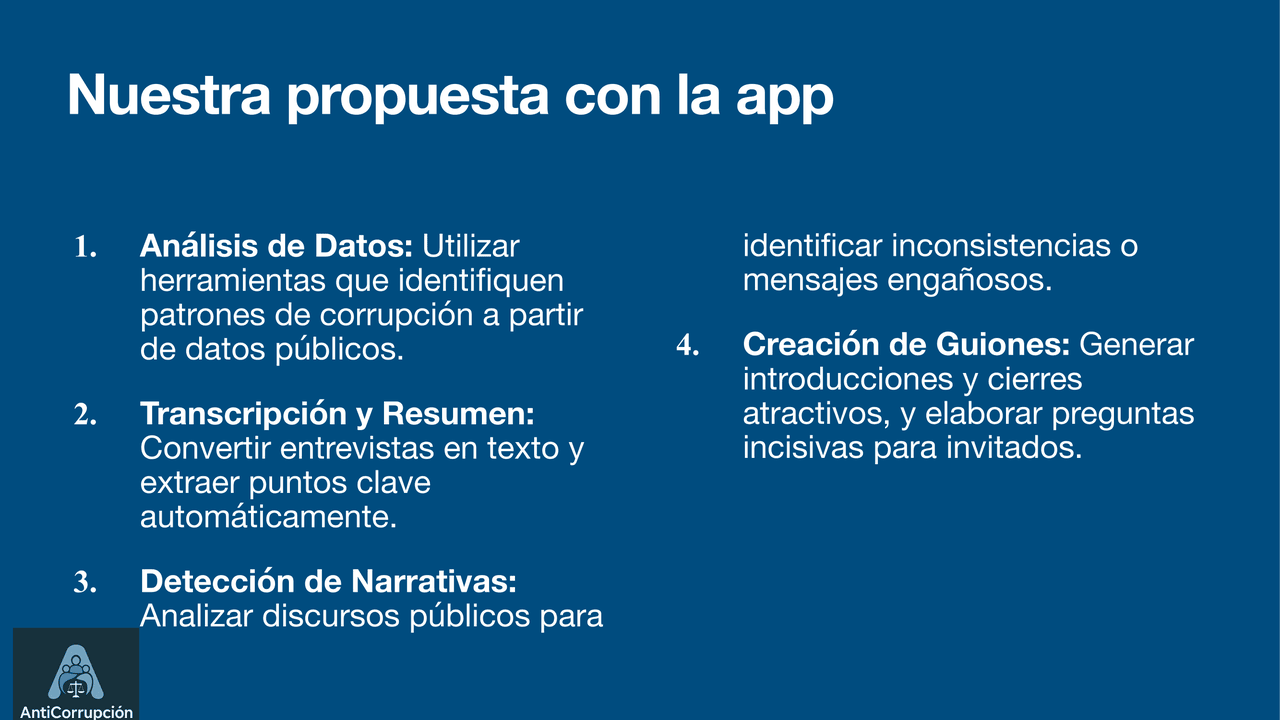 Nuestra propuesta con la app
1. Análisis de Datos: Utilizar
herramientas que identifiquen
patrones de corrupción a partir
de datos públicos.
2. Transcripción y Resumen:
Convertir entrevistas en texto y
extraer puntos clave
automáticamente.
3. Detección de Narrativas:
Analizar discursos públicos para
identificar inconsistencias o
mensajes engañosos.
4. Creación de Guiones: Generar
introducciones y cierres
atractivos, y elaborar preguntas
incisivas para invitados.
AntiCorrupción